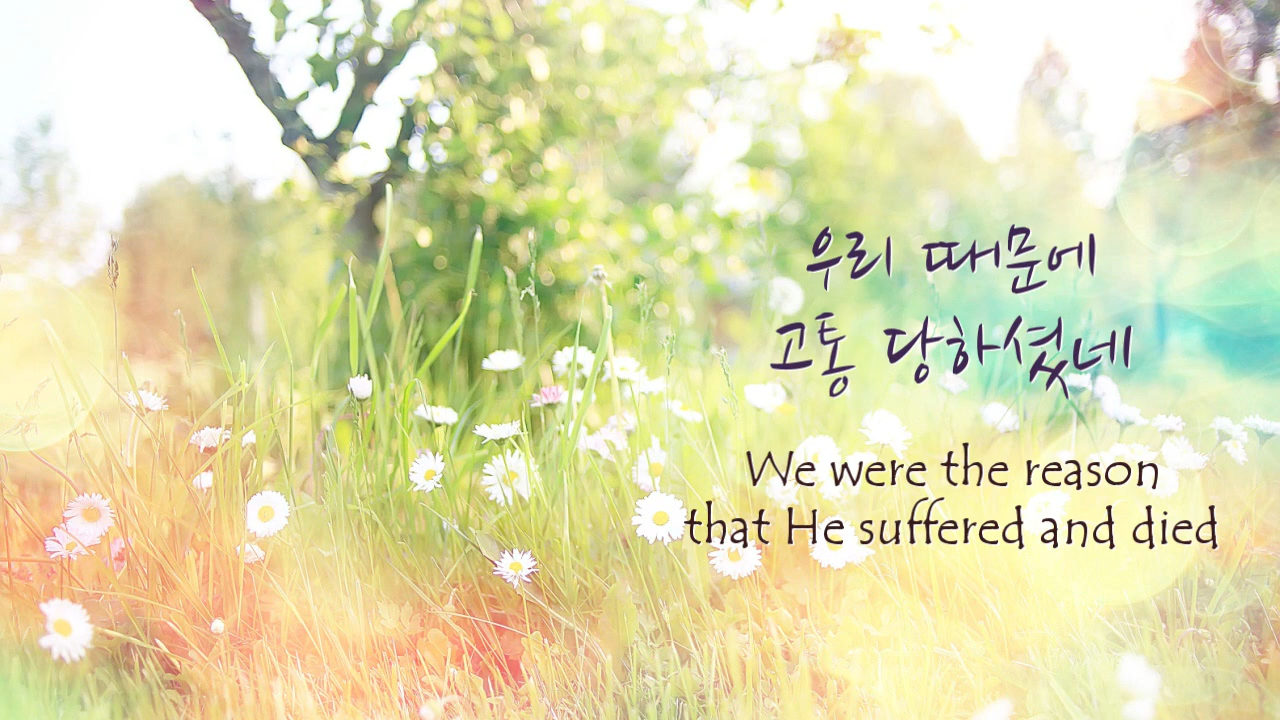 우리 때문에
고통 당하셨네
We were the reason
that He suffered and died